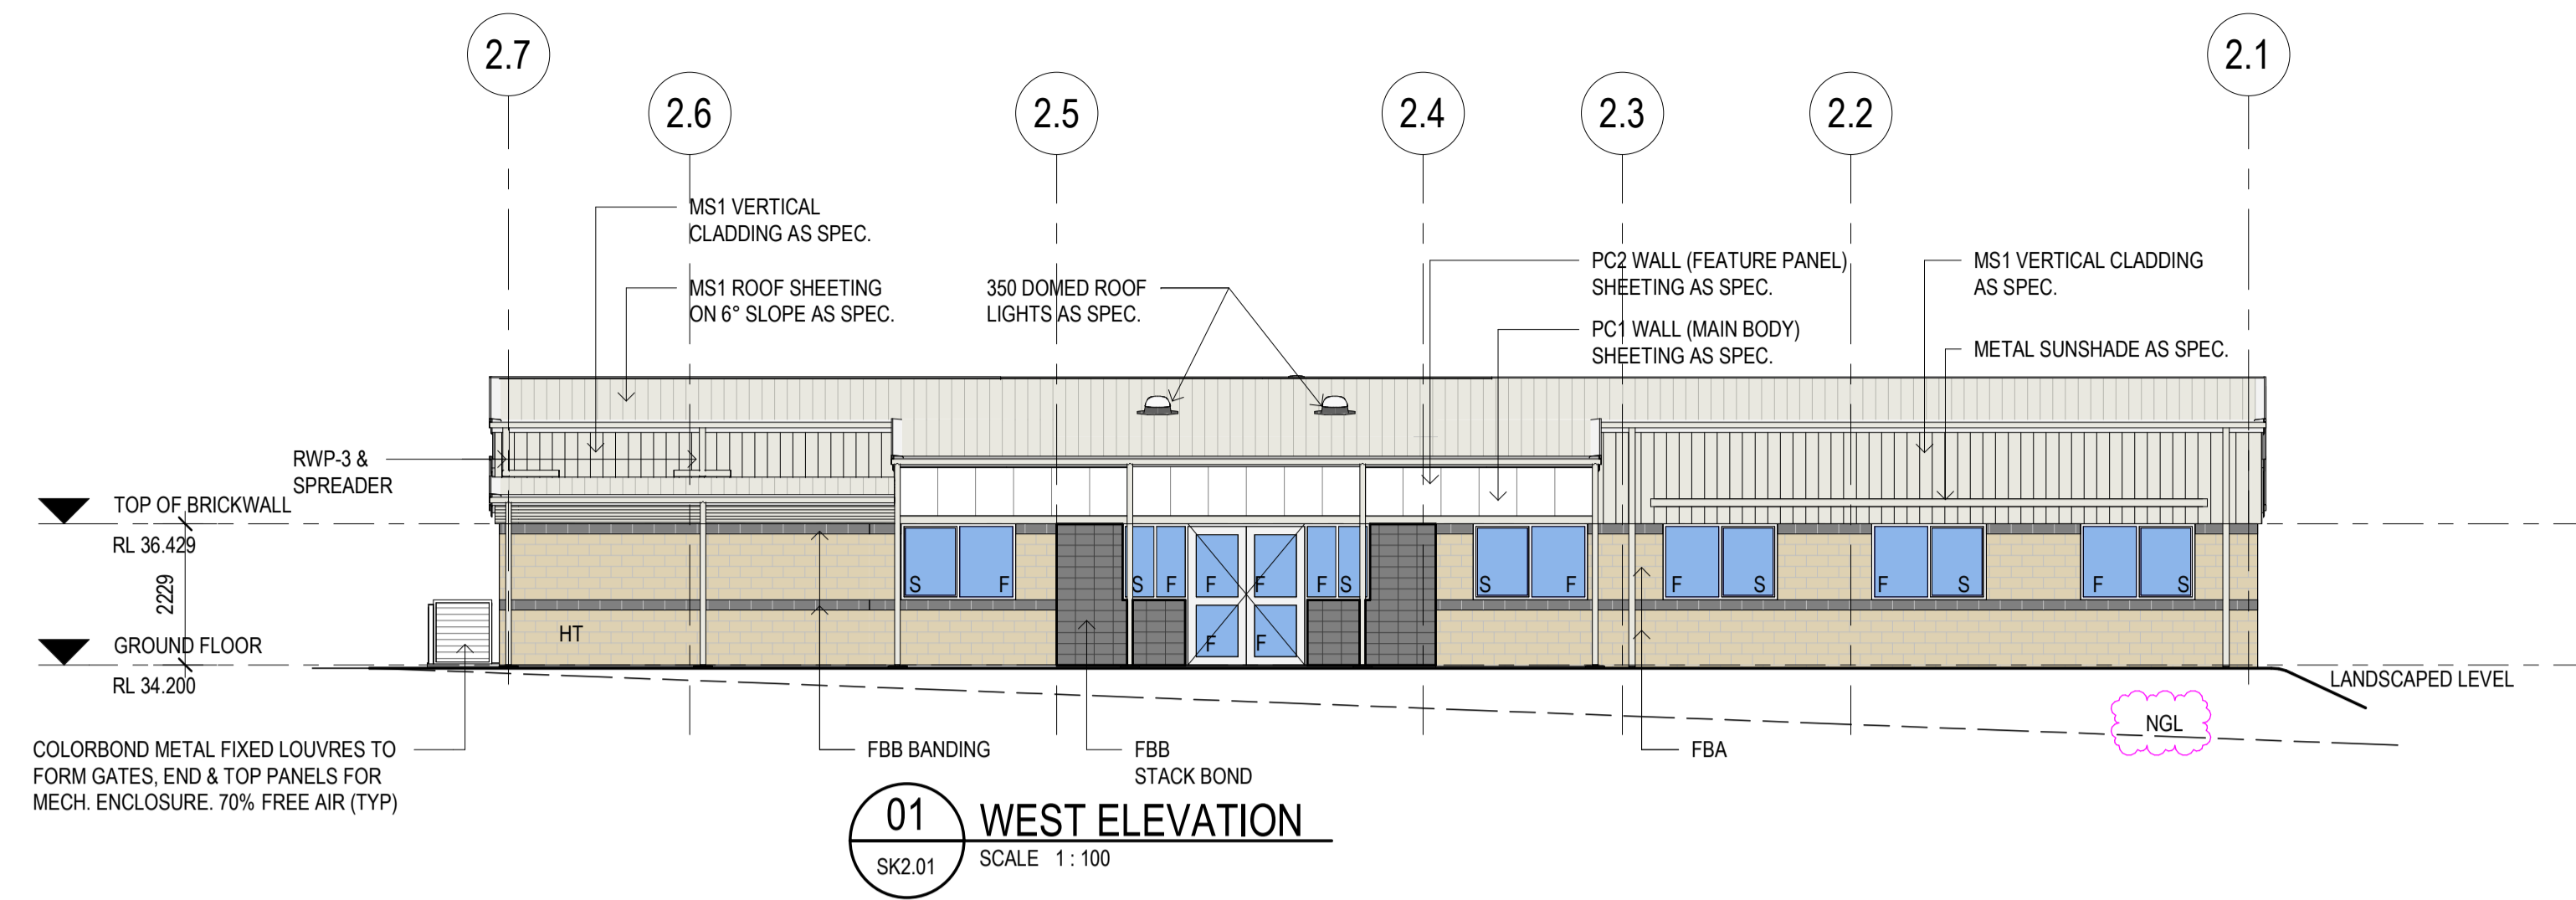 2.7
2.6
2.5
2.4
2.3
2.2
2.1
MS1 VERTICAL
CLADDING AS SPEC.
MS1 ROOF SHEETING
ON 6° SLOPE AS SPEC.
350 DOMED ROOF
LIGHTS AS SPEC.
PC2 WALL (FEATURE PANEL)
SHEETING AS SPEC.
PC1 WALL (MAIN BODY)
SHEETING AS SPEC.
MS1 VERTICAL CLADDING
AS SPEC.
METAL SUNSHADE AS SPEC.
RWP-3 &
SPREADER
TOP OF BRICKWALL
RL 36.429
2229
GROUND FLOOR
RL 34.200
S F S F F F F S S F F S F S F S
HT F F
LANDSCAPED LEVEL
NGL
COLORBOND METAL FIXED LOUVRES TO
FORM GATES, END & TOP PANELS FOR
MECH. ENCLOSURE. 70% FREE AIR (TYP)
FBB BANDING
FBB
STACK BOND
FBA
01
SK2.01
WEST ELEVATION
SCALE 1 : 100